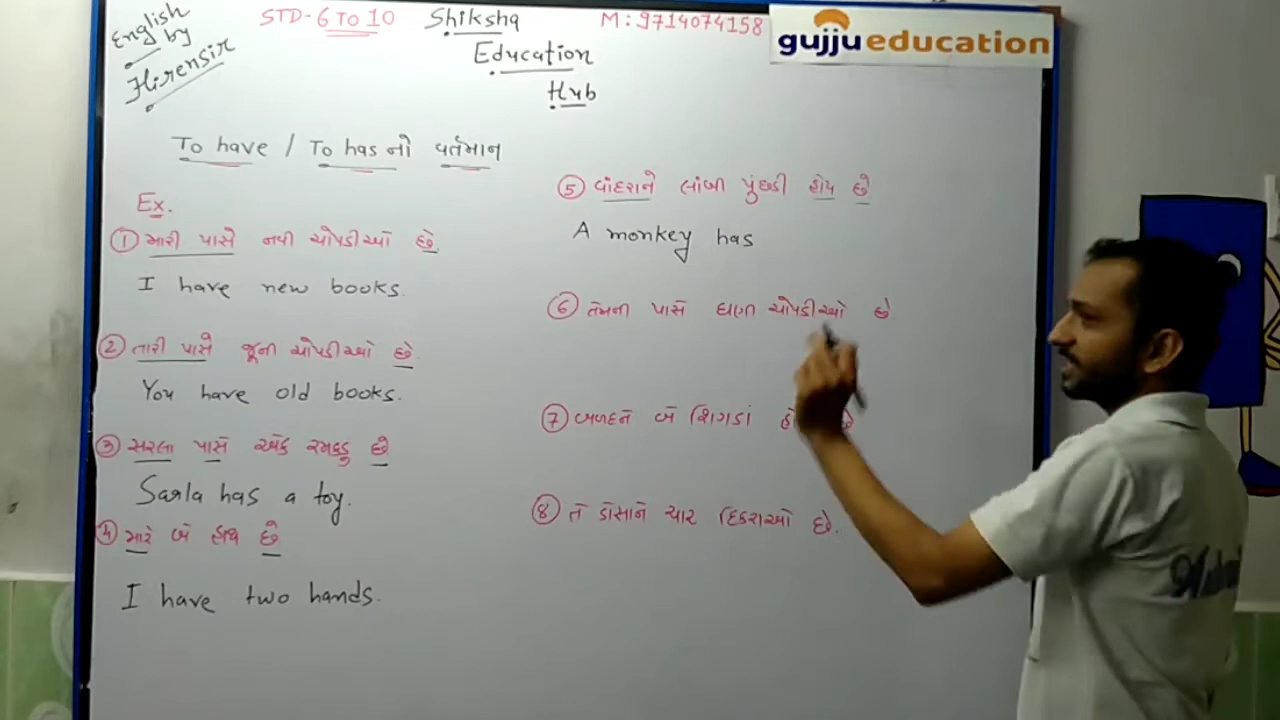 English
by
Hirensir
STD-6 TO 10
Shiksha
Education
Hub
M: 9714074158
gujjueducation
To have / To has નો વર્તમાન
Ex.
① મારી પાસે નવી ચોપડીઓ છે
I have new books.
② તારી પાસે જૂની ચોપડીઓ છે.
You have old books.
③ સરલા પાસે એક રમકડુ છે
Sarla has a toy.
④ મારે બે હાથ છે
I have two hands.
⑤ વાંદરાને લાંબી પુંછડી હોય છે
A monkey has
⑥ તેમની પાસે ઘણી ચોપડીઓ છે
⑦ બળદને બે શિંગડાં છે
⑧ તે ડોસાને ચાર દિકરાઓ છે.